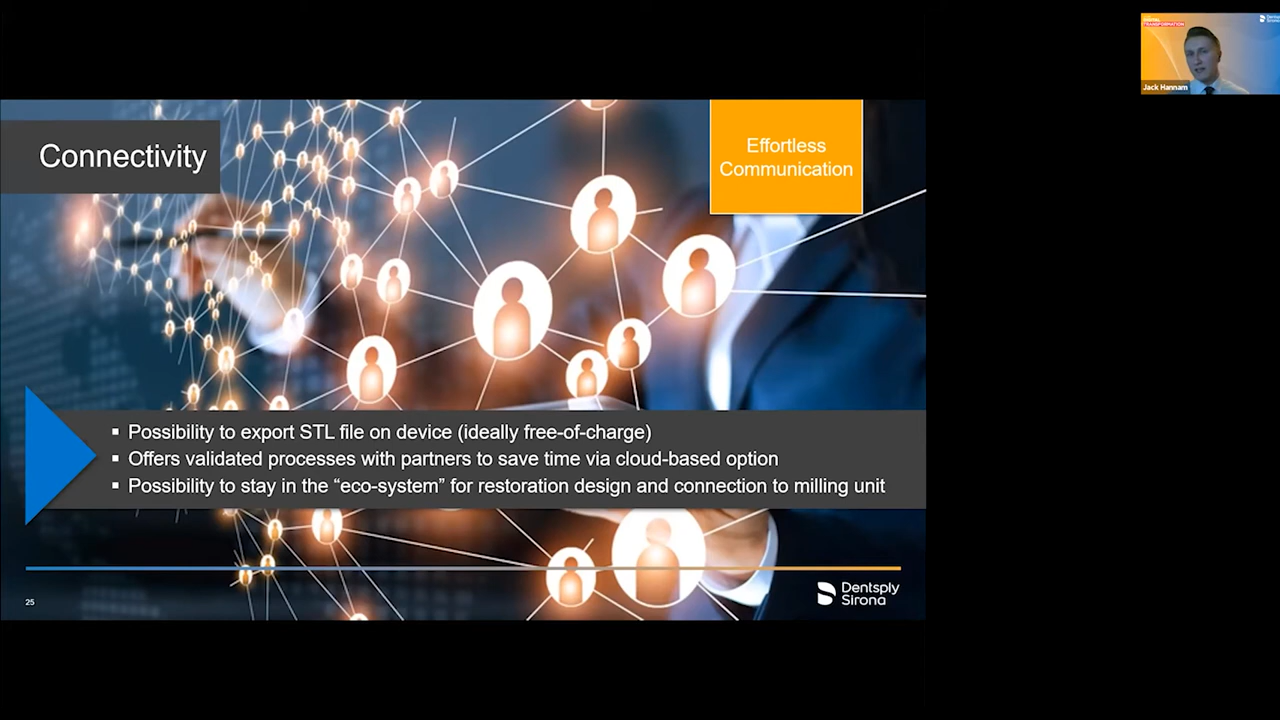 Connectivity
Effortless
Communication
▪ Possibility to export STL file on device (ideally free-of-charge)
▪ Offers validated processes with partners to save time via cloud-based option
▪ Possibility to stay in the “eco-system” for restoration design and connection to milling unit
25
Dentsply
Sirona
TRANSFORMATION
Jack Hannam